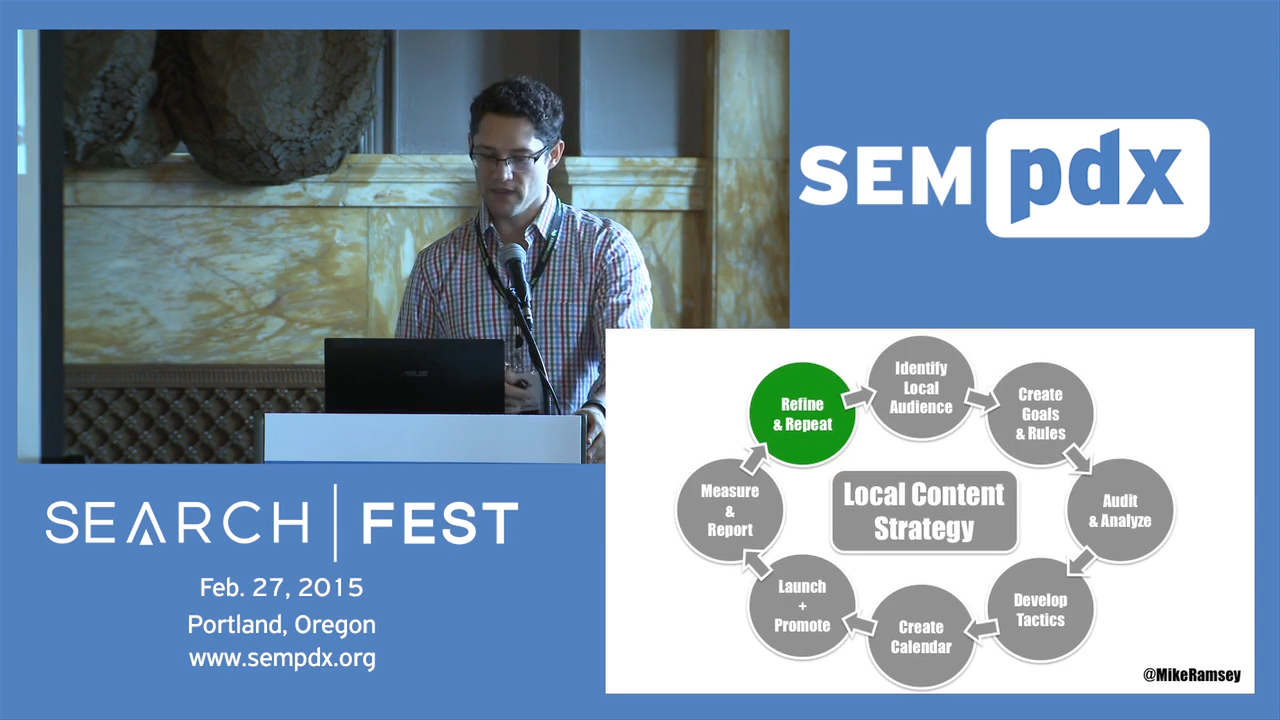 SEM pdx
ASUS
SEARCH | FEST
Feb. 27, 2015
Portland, Oregon
www.sempdx.org
Refine
& Repeat
Identify
Local
Audience
Create
Goals
& Rules
Measure
&
Report
Local Content
Strategy
Audit
& Analyze
Launch
+
Promote
Create
Calendar
Develop
Tactics
@MikeRamsey